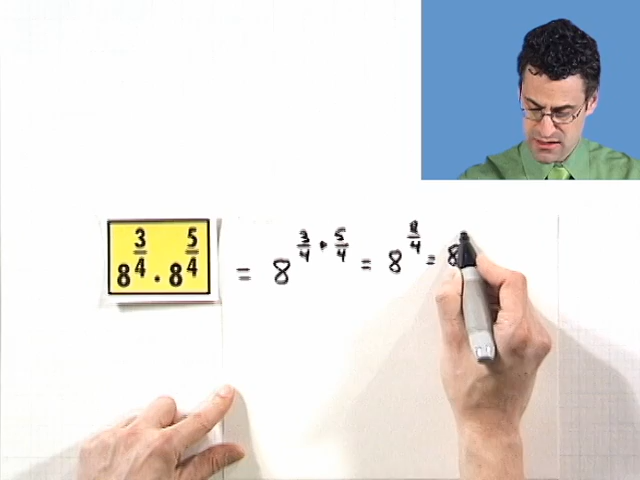 8^(3/4) · 8^(5/4) = 8^(3/4 + 5/4) = 8^(8/4) = 8